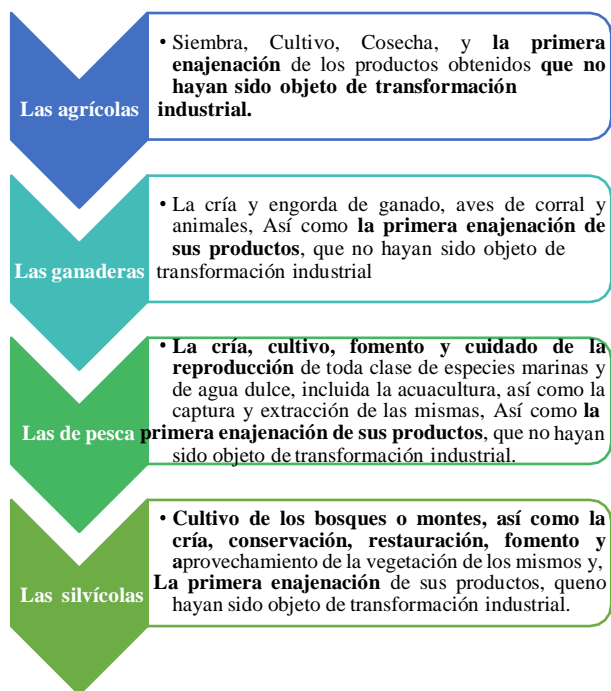 Las agrícolas
• Siembra, Cultivo, Cosecha, y la primera
enajenación de los productos obtenidos que no
hayan sido objeto de transformación
industrial.
Las ganaderas
• La cría y engorda de ganado, aves de corral y
animales, Así como la primera enajenación de
sus productos, que no hayan sido objeto de
transformación industrial
Las de pesca
• La cría, cultivo, fomento y cuidado de la
reproducción de toda clase de especies marinas y
de agua dulce, incluida la acuacultura, así como la
captura y extracción de las mismas, Así como la
primera enajenación de sus productos, que no hayan
sido objeto de transformación industrial.
Las silvícolas
• Cultivo de los bosques o montes, así como la
cría, conservación, restauración, fomento y
aprovechamiento de la vegetación de los mismos y,
La primera enajenación de sus productos, queno
hayan sido objeto de transformación industrial.